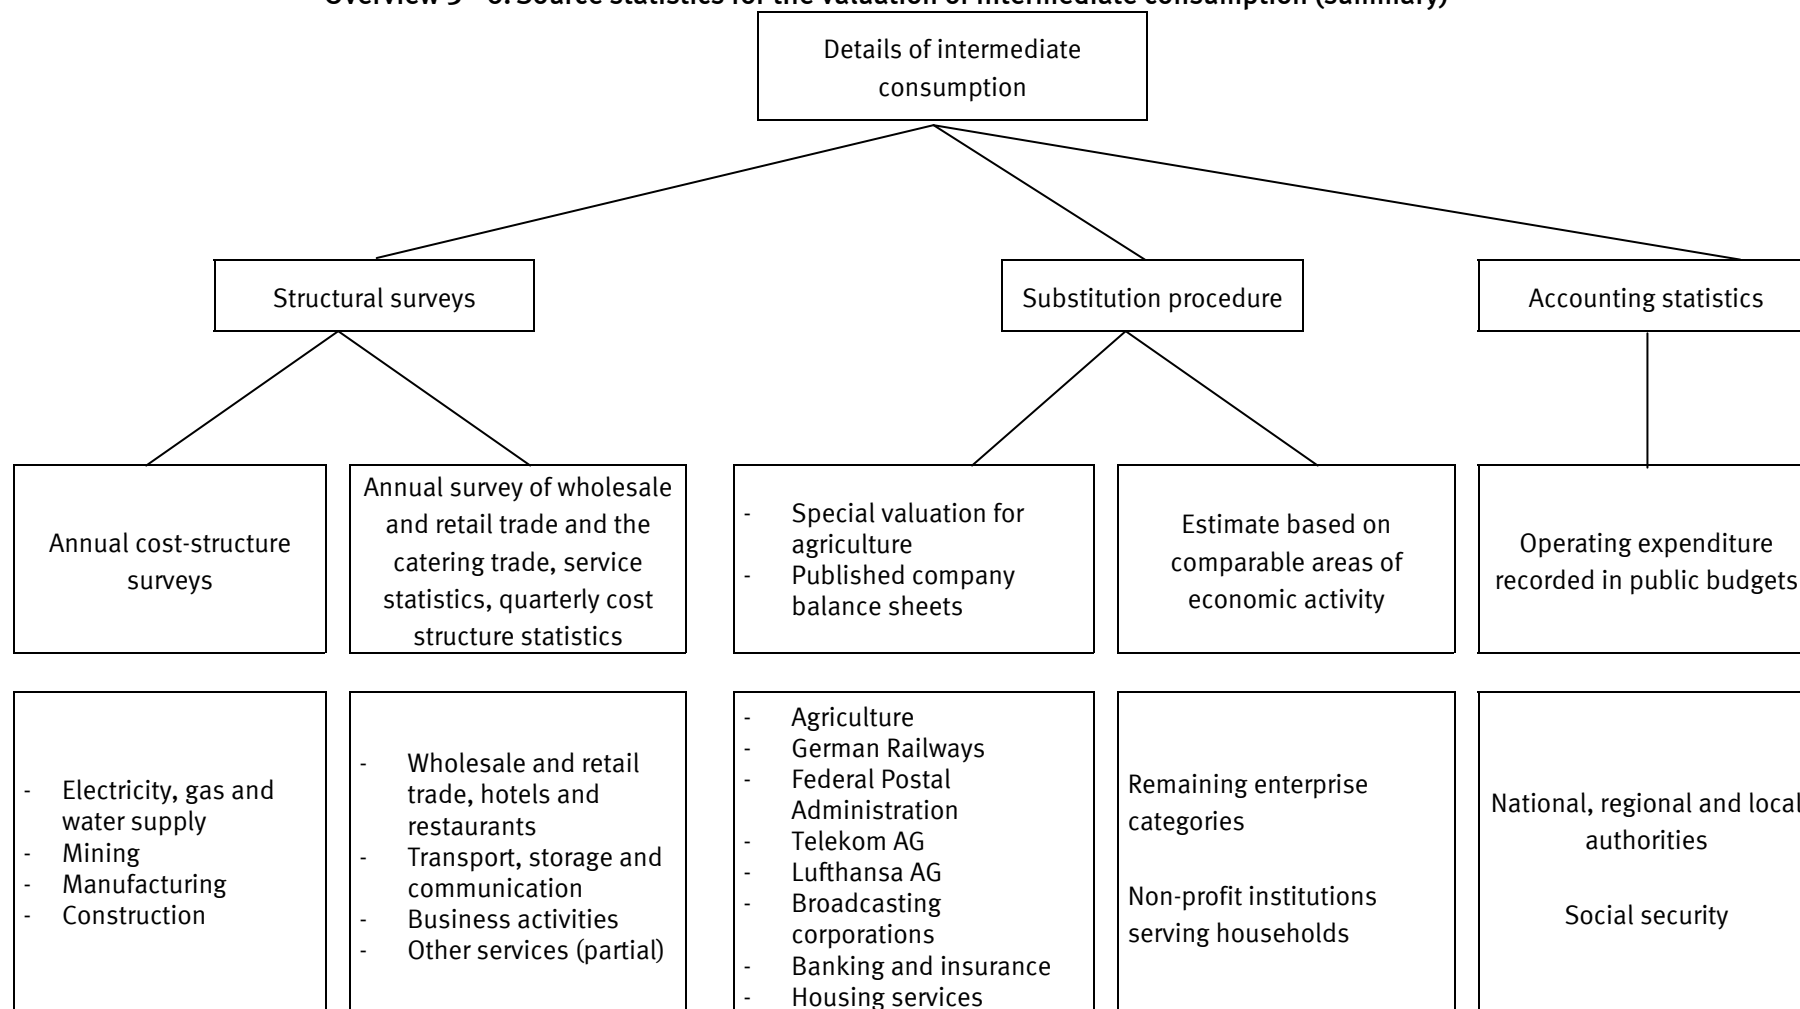 Details of intermediate
consumption
Structural surveys
Substitution procedure
Accounting statistics
Annual cost-structure
surveys
Annual survey of wholesale
and retail trade and the
catering trade, service
statistics, quarterly cost
structure statistics
- Special valuation for
agriculture
- Published company
balance sheets
Estimate based on
comparable areas of
economic activity
Operating expenditure
recorded in public budgets
- Electricity, gas and
water supply
- Mining
- Manufacturing
- Construction
- Wholesale and retail
trade, hotels and
restaurants
- Transport, storage and
communication
- Business activities
- Other services (partial)
- Agriculture
- German Railways
- Federal Postal
Administration
- Telekom AG
- Lufthansa AG
- Broadcasting
corporations
- Banking and insurance
- Housing services
Remaining enterprise
categories
Non-profit institutions
serving households
National, regional and local
authorities
Social security